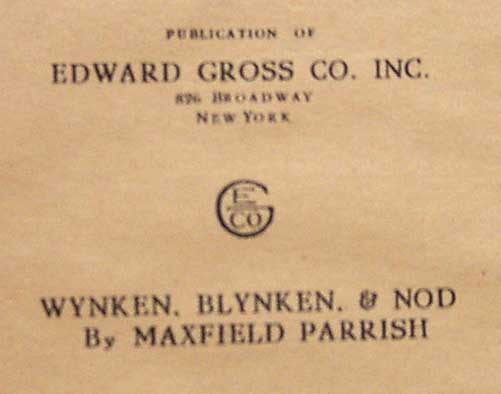 PUBLICATION OF
EDWARD GROSS CO. INC.
826 BROADWAY
NEW YORK
E
G
CO
WYNKEN, BLYNKEN, & NOD
By MAXFIELD PARRISH